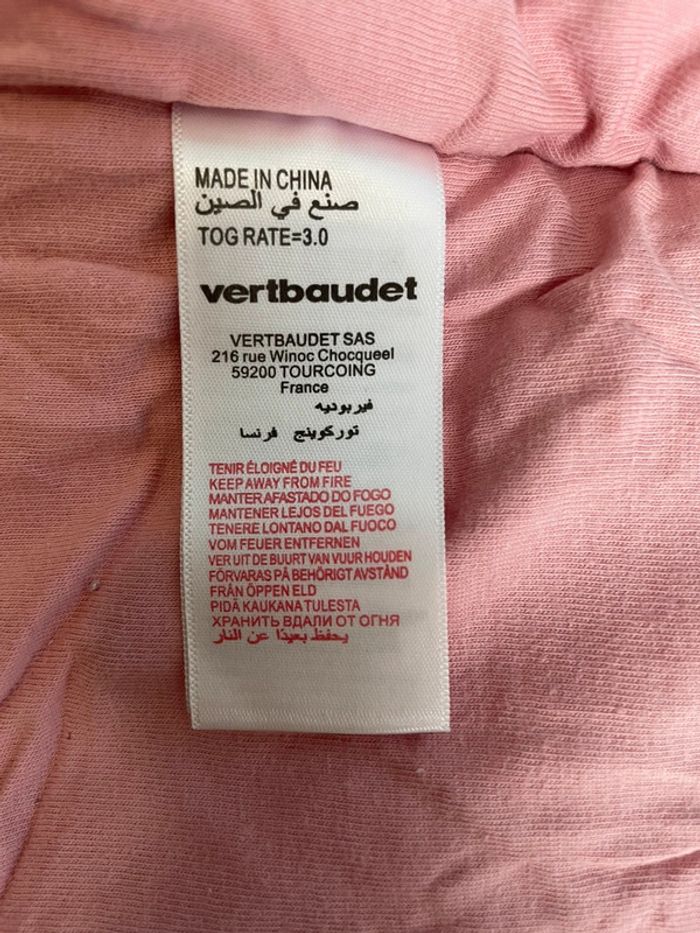 MADE IN CHINA
صنع في الصين
TOG RATE=3.0
vertbaudet
VERTBAUDET SAS
216 rue Winoc Chocqueel
59200 TOURCOING
France
فيربوديه
توركوينج فرنسا
TENIR ÉLOIGNÉ DU FEU
KEEP AWAY FROM FIRE
MANTER AFASTADO DO FOGO
MANTENER LEJOS DEL FUEGO
TENERE LONTANO DAL FUOCO
VOM FEUER ENTFERNEN
VER UIT DE BUURT VAN VUUR HOUDEN
FÖRVARAS PÅ BEHÖRIGT AVSTÅND
FRÅN ÖPPEN ELD
PIDÄ KAUKANA TULESTA
ХРАНИТЬ ВДАЛИ ОТ ОГНЯ
يحفظ بعيدًا عن النار